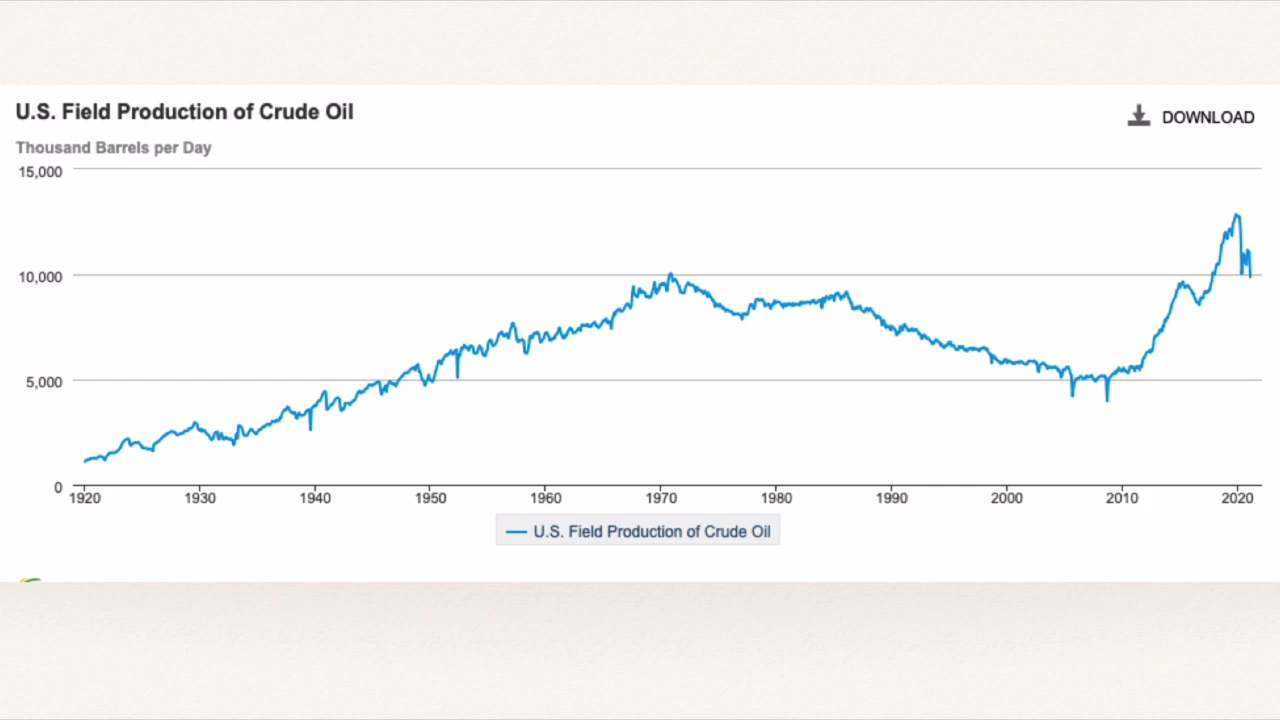 U.S. Field Production of Crude Oil
DOWNLOAD
Thousand Barrels per Day
15,000
10,000
5,000
0
1920 1930 1940 1950 1960 1970 1980 1990 2000 2010 2020
U.S. Field Production of Crude Oil